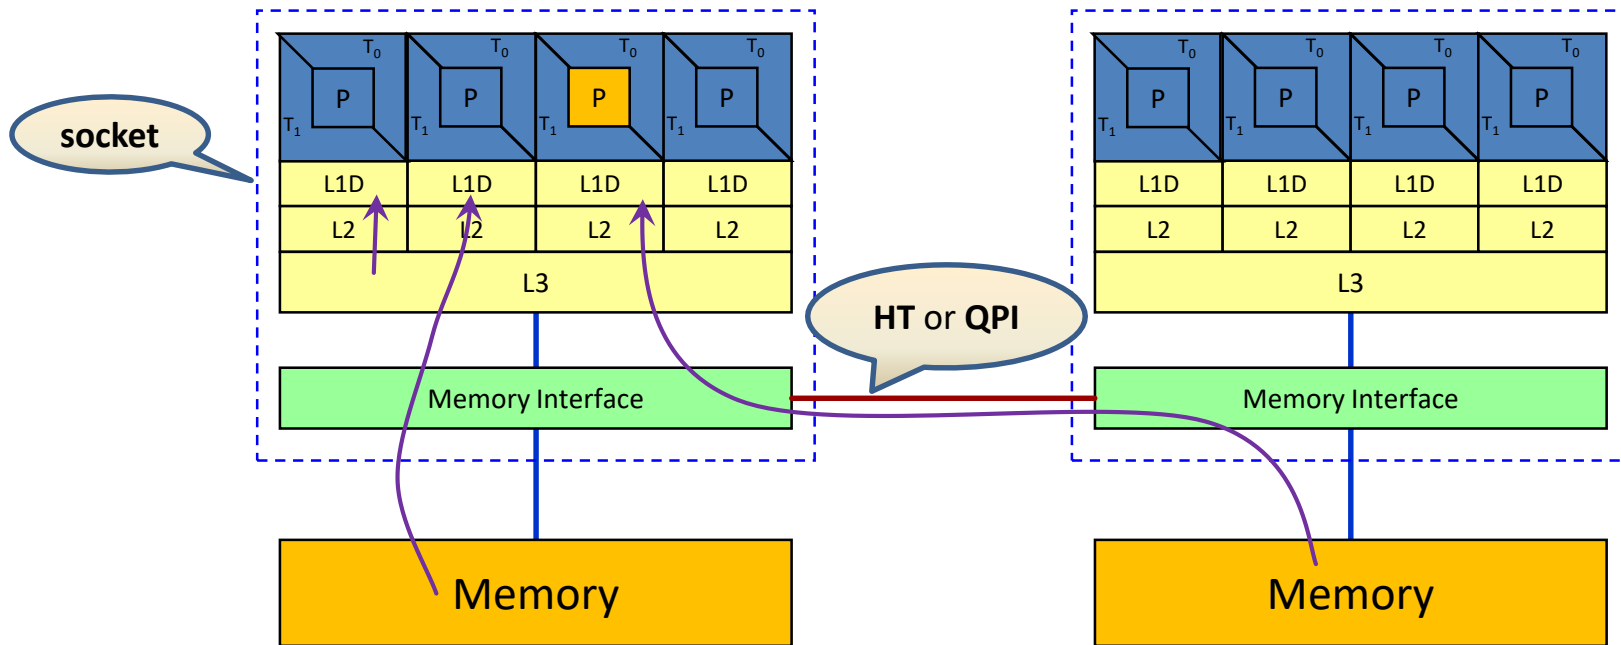 T0 T0 T0 T0 T0 T0 T0 T0
P P P P P P P P
T1 T1 T1 T1 T1 T1 T1 T1
socket
L1D L1D L1D L1D L1D L1D L1D L1D
L2 L2 L2 L2 L2 L2 L2 L2
L3 L3
HT or QPI
Memory Interface Memory Interface
Memory Memory